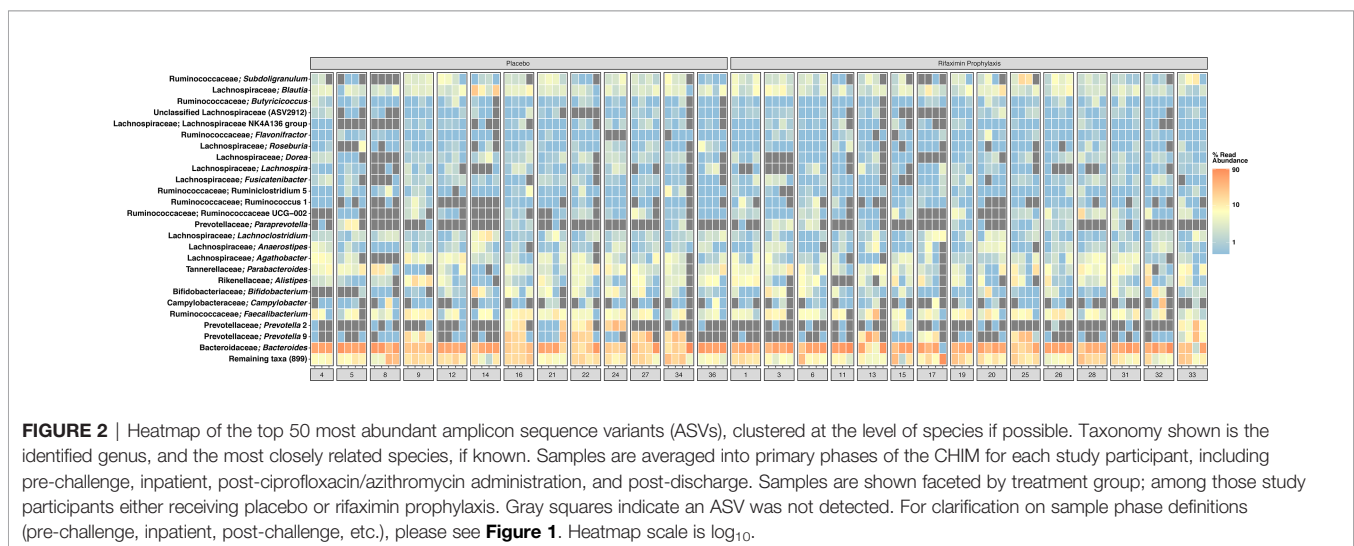 Placebo
Rifaximin Prophylaxis
Ruminococcaceae; Subdoligranulum
Lachnospiraceae; Blautia
Ruminococcaceae; Butyricicoccus
Unclassified Lachnospiraceae (ASV2912)
Lachnospiraceae; Lachnospiraceae NK4A136 group
Ruminococcaceae; Flavonifractor
Lachnospiraceae; Roseburia
Lachnospiraceae; Dorea
Lachnospiraceae; Lachnospira
Lachnospiraceae; Fusicatenibacter
Ruminococcaceae; Ruminiclostridium 5
Ruminococcaceae; Ruminococcus 1
Ruminococcaceae; Ruminococcaceae UCG−002
Prevotellaceae; Paraprevotella
Lachnospiraceae; Lachnoclostridium
Lachnospiraceae; Anaerostipes
Lachnospiraceae; Agathobacter
Tannerellaceae; Parabacteroides
Rikenellaceae; Alistipes
Bifidobacteriaceae; Bifidobacterium
Campylobacteraceae; Campylobacter
Ruminococcaceae; Faecalibacterium
Prevotellaceae; Prevotella 2
Prevotellaceae; Prevotella 9
Bacteroidaceae; Bacteroides
Remaining taxa (899)
% Read
Abundance
90
10
1
4 5 8 9 12 14 16 21 22 24 27 34 36 1 3 6 11 13 15 17 19 20 25 26 28 31 32 33
FIGURE 2 | Heatmap of the top 50 most abundant amplicon sequence variants (ASVs), clustered at the level of species if possible. Taxonomy shown is the
identified genus, and the most closely related species, if known. Samples are averaged into primary phases of the CHIM for each study participant, including
pre-challenge, inpatient, post-ciprofloxacin/azithromycin administration, and post-discharge. Samples are shown faceted by treatment group; among those study
participants either receiving placebo or rifaximin prophylaxis. Gray squares indicate an ASV was not detected. For clarification on sample phase definitions
(pre-challenge, inpatient, post-challenge, etc.), please see Figure 1. Heatmap scale is log₁₀.